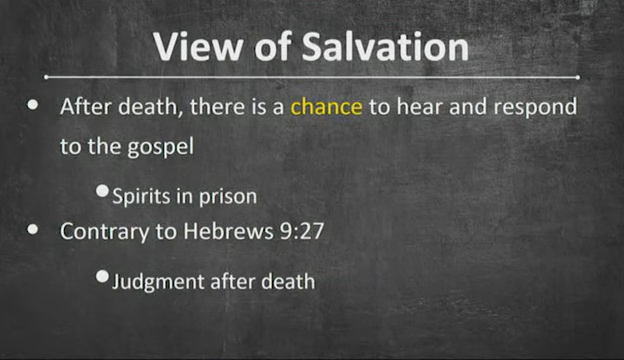 View of Salvation
• After death, there is a chance to hear and respond
to the gospel
• Spirits in prison
• Contrary to Hebrews 9:27
• Judgment after death